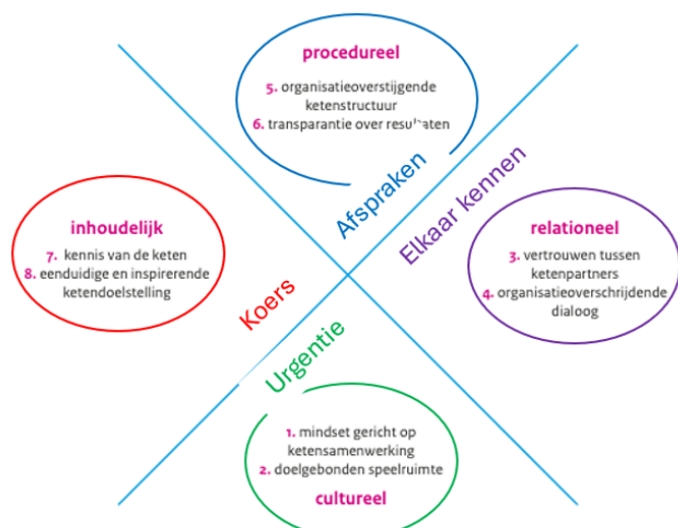 procedureel
5. organisatieoverstijgende
ketenstructuur
6. transparantie over resultaten
Afspraken
Elkaar kennen
inhoudelijk
7. kennis van de keten
8. eenduidige en inspirerende
ketendoelstelling
relationeel
3. vertrouwen tussen
ketenpartners
4. organisatieoverschrijdende
dialoog
Koers
Urgentie
1. mindset gericht op
ketensamenwerking
2. doelgebonden speelruimte
cultureel